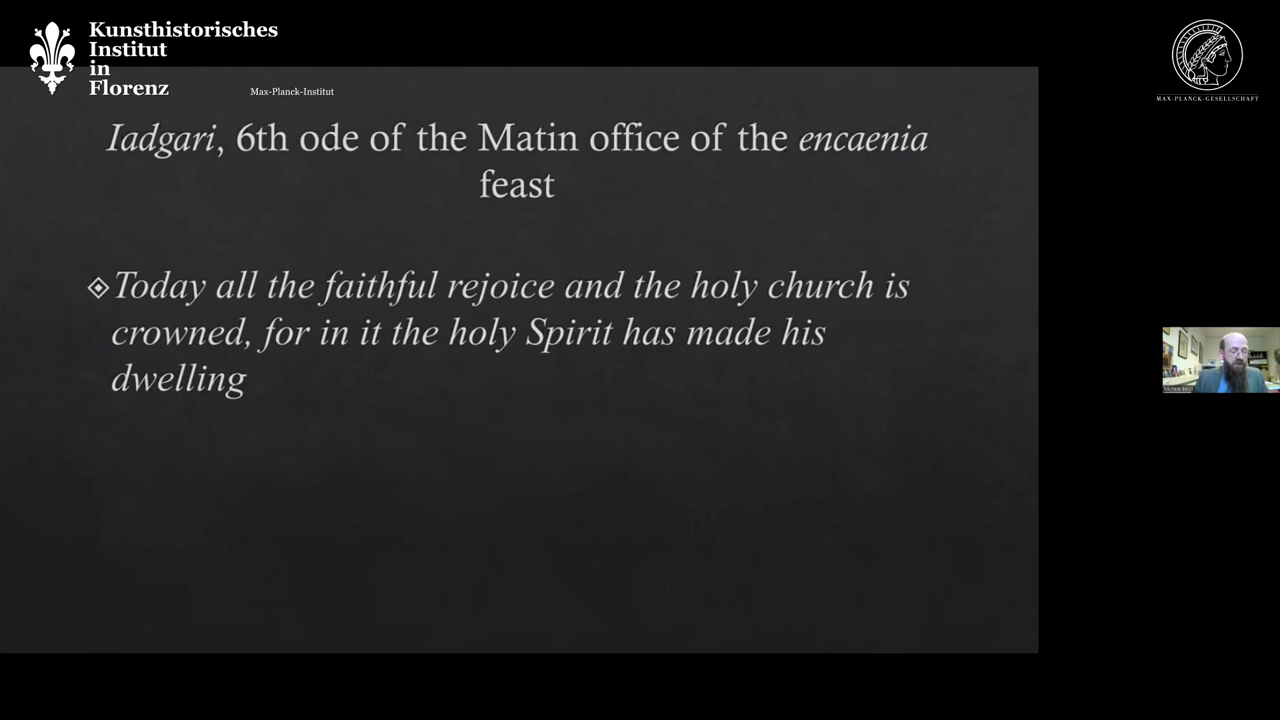 Kunsthistorisches
Institut
in
Florenz
Max-Planck-Institut
MAX-PLANCK-GESELLSCHAFT
Iadgari, 6th ode of the Matin office of the encaenia
feast
Today all the faithful rejoice and the holy church is
crowned, for in it the holy Spirit has made his
dwelling